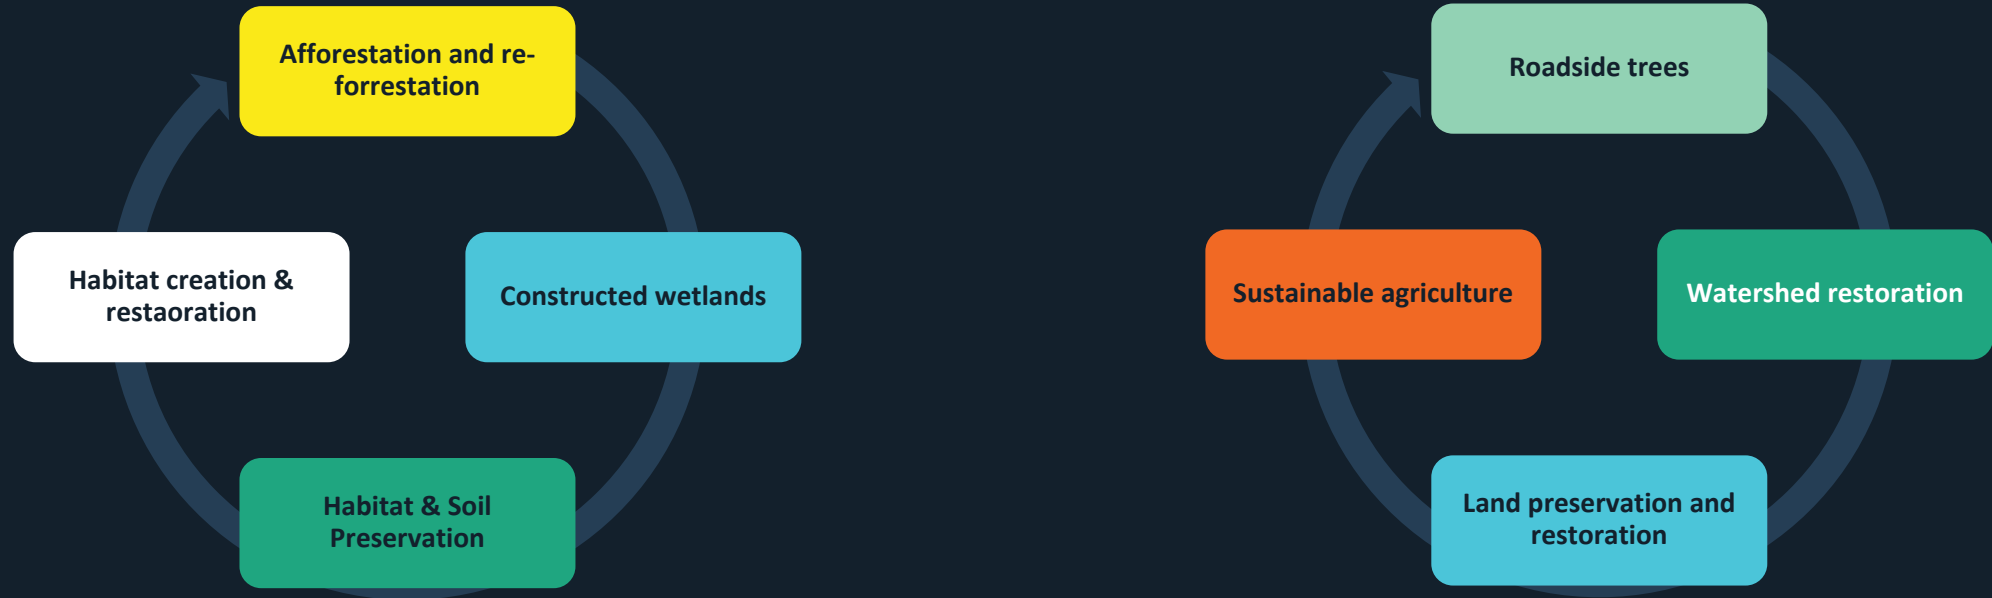 Afforestation and re-
forrestation
Habitat creation &
restaoration
Constructed wetlands
Habitat & Soil
Preservation
Roadside trees
Sustainable agriculture
Watershed restoration
Land preservation and
restoration